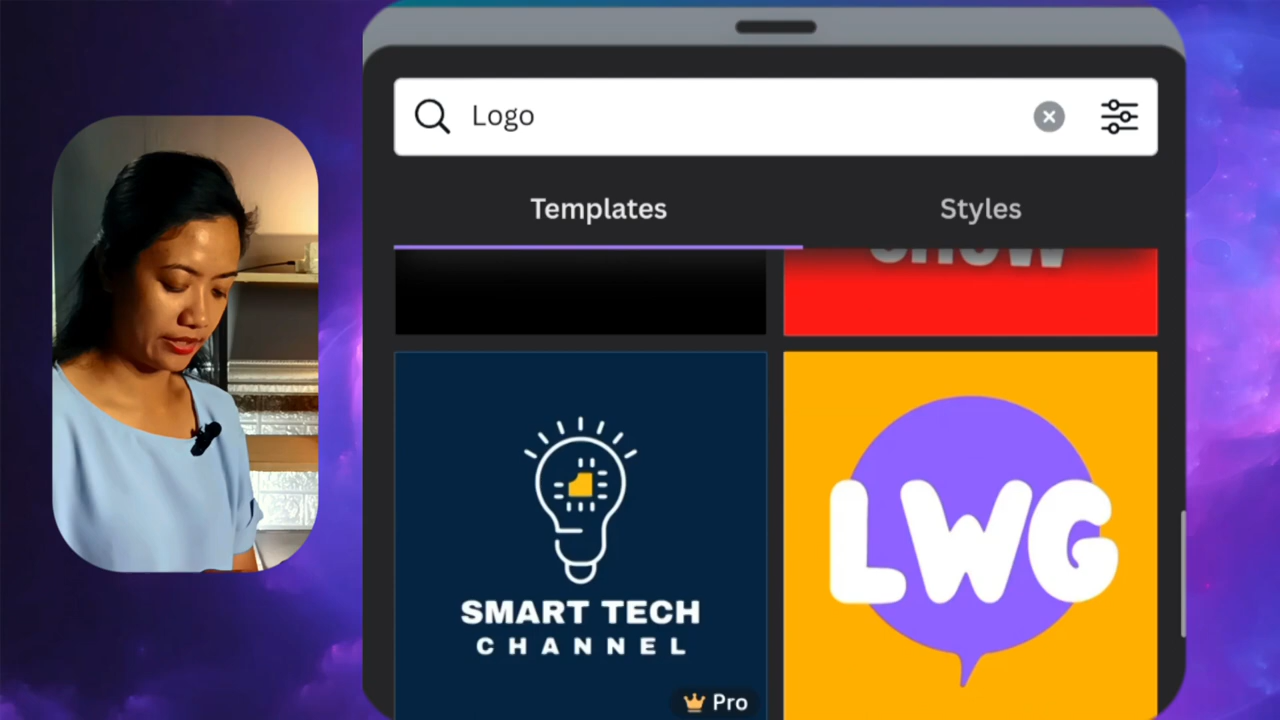 Logo
Templates
Styles
SMART TECH
CHANNEL
Pro
LWG